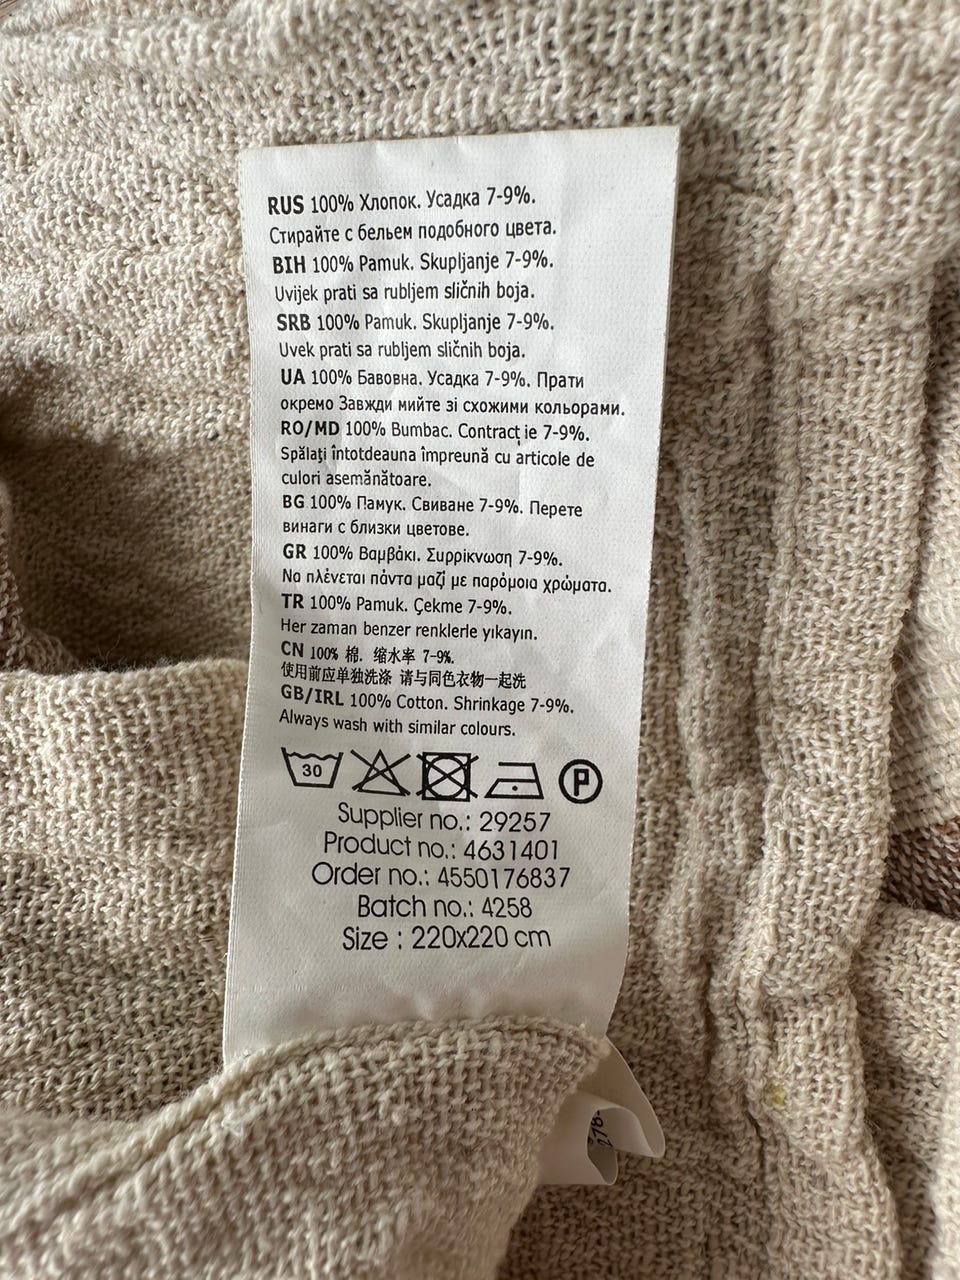 RUS 100% Хлопок. Усадка 7-9%.
Стирайте с бельем подобного цвета.
BIH 100% Pamuk. Skupljanje 7-9%.
Uvijek prati sa rubljem sličnih boja.
SRB 100% Pamuk. Skupljanje 7-9%.
Uvek prati sa rubljem sličnih boja.
UA 100% Бавовна. Усадка 7-9%. Прати
окремо Завжди мийте зі схожими кольорами.
RO/MD 100% Bumbac. Contracţie 7-9%.
Spălaţi întotdeauna împreună cu articole de
culori asemănătoare.
BG 100% Памук. Свиване 7-9%. Перете
винаги с близки цветове.
GR 100% Βαμβάκι. Συρρίκνωση 7-9%.
Να πλένεται πάντα μαζί με παρόμοια χρώματα.
TR 100% Pamuk. Çekme 7-9%.
Her zaman benzer renklerle yıkayın.
CN 100% 棉. 缩水率 7-9%.
使用前应单独洗涤 请与同色衣物一起洗
GB/IRL 100% Cotton. Shrinkage 7-9%.
Always wash with similar colours.
30 P
Supplier no.: 29257
Product no.: 4631401
Order no.: 4550176837
Batch no.: 4258
Size : 220x220 cm